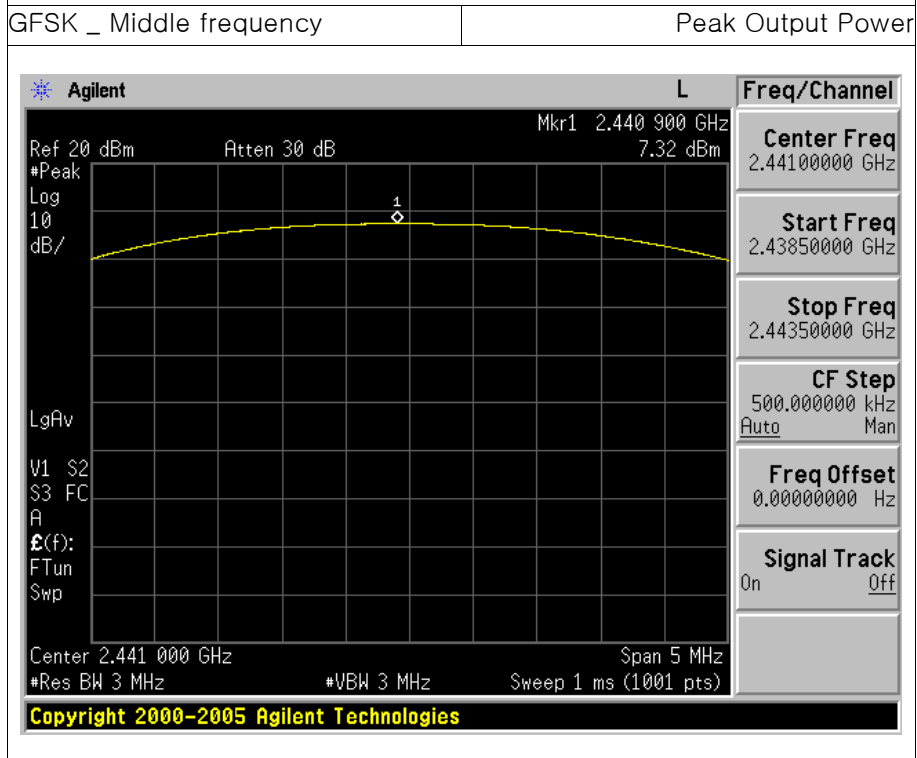 GFSK _ Middle frequency Peak Output Power
Agilent L
Mkr1 2.440 900 GHz
Ref 20 dBm Atten 30 dB 7.32 dBm
#Peak
Log
10
dB/
1
LgAv
V1 S2
S3 FC
A
£(f):
FTun
Swp
Center 2.441 000 GHz Span 5 MHz
#Res BW 3 MHz #VBW 3 MHz Sweep 1 ms (1001 pts)
Copyright 2000-2005 Agilent Technologies
Freq/Channel
Center Freq
2.44100000 GHz
Start Freq
2.43850000 GHz
Stop Freq
2.44350000 GHz
CF Step
500.000000 kHz
Auto Man
Freq Offset
0.00000000 Hz
Signal Track
On Off